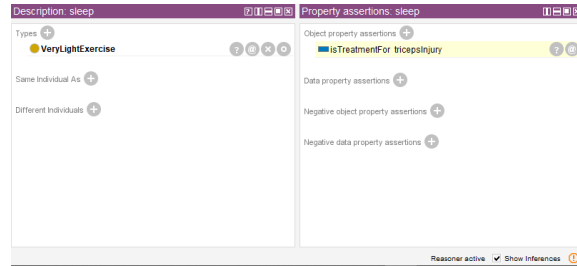 Description: sleep
Types
VeryLightExercise
Same Individual As
Different Individuals
Property assertions: sleep
Object property assertions
isTreatmentFor tricepsInjury
Data property assertions
Negative object property assertions
Negative data property assertions
Reasoner active Show Inferences